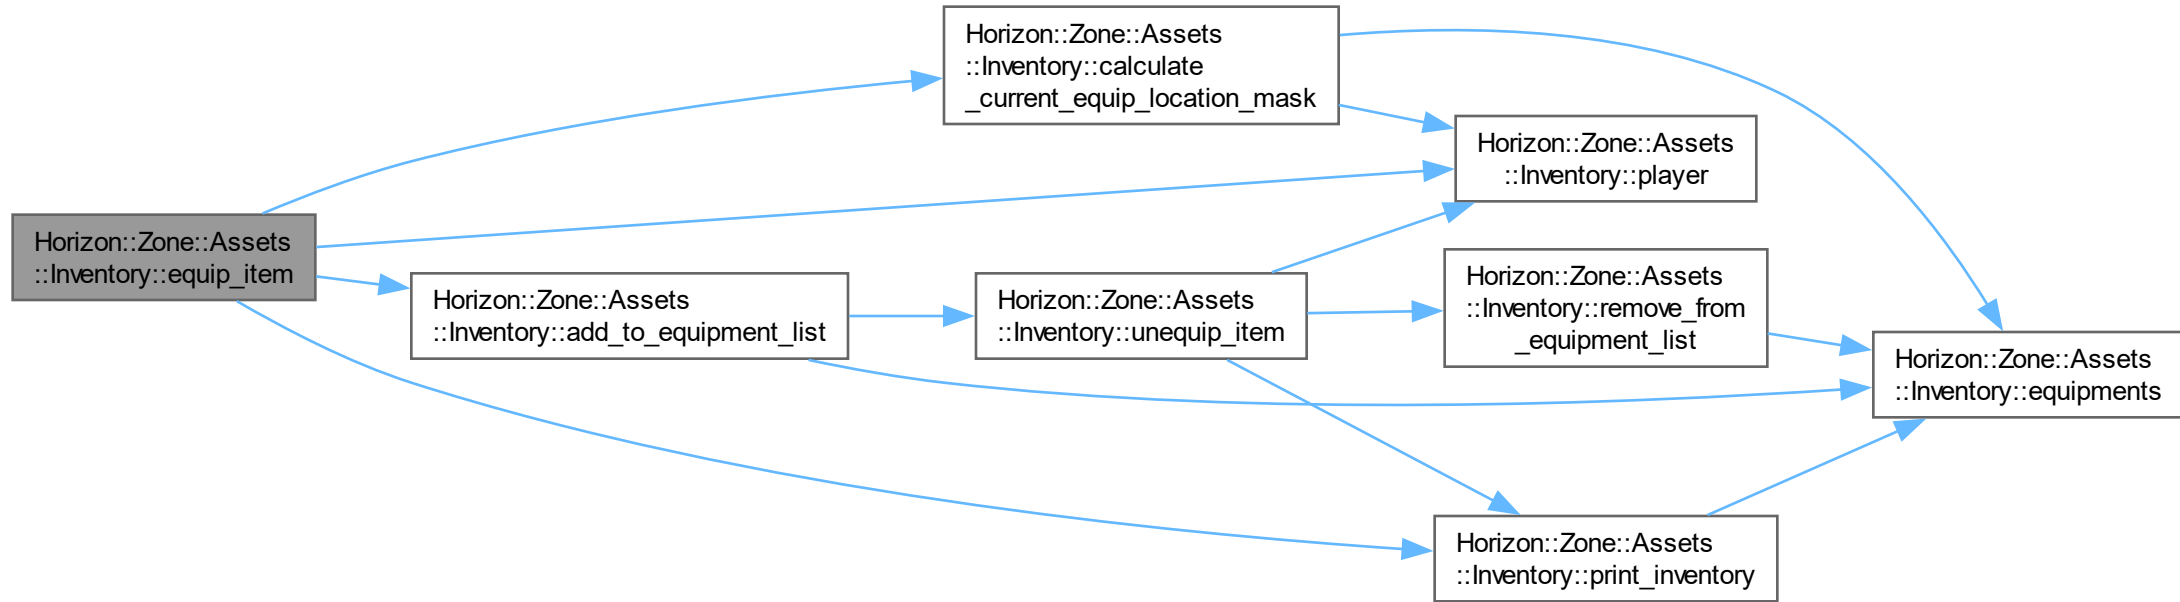 Horizon::Zone::Assets
::Inventory::equip_item
Horizon::Zone::Assets
::Inventory::calculate
_current_equip_location_mask
Horizon::Zone::Assets
::Inventory::player
Horizon::Zone::Assets
::Inventory::add_to_equipment_list
Horizon::Zone::Assets
::Inventory::unequip_item
Horizon::Zone::Assets
::Inventory::remove_from
_equipment_list
Horizon::Zone::Assets
::Inventory::equipments
Horizon::Zone::Assets
::Inventory::print_inventory